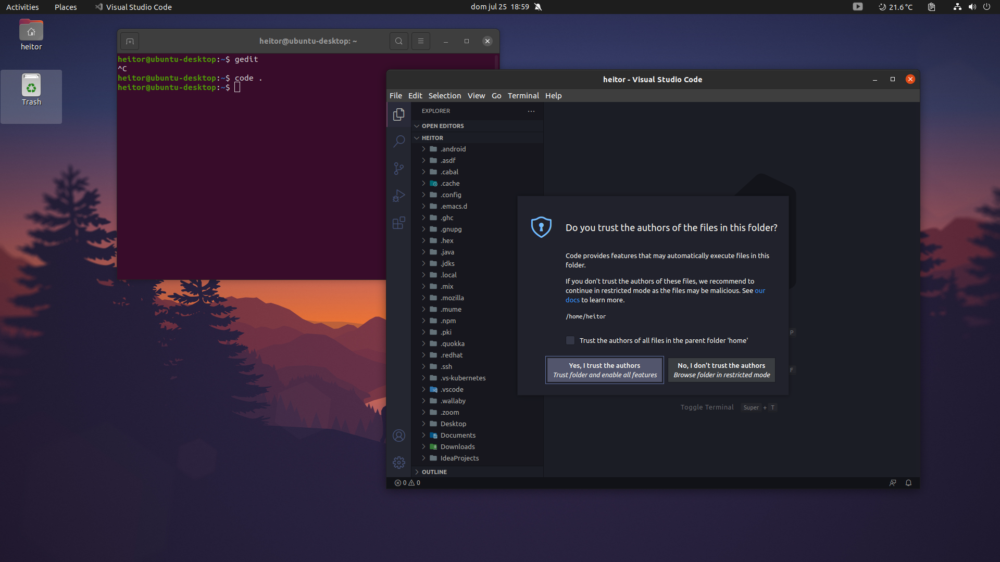 Activities Places Visual Studio Code dom jul 25 18:59 21.6 °C
heitor
Trash
heitor@ubuntu-desktop: ~
heitor@ubuntu-desktop:~$ gedit
^C
heitor@ubuntu-desktop:~$ code .
heitor@ubuntu-desktop:~$
heitor - Visual Studio Code
File Edit Selection View Go Terminal Help
EXPLORER
OPEN EDITORS
HEITOR
.android
.asdf
.cabal
.cache
.config
.emacs.d
.ghc
.gnupg
.hex
.java
.jdks
.local
.mix
.mozilla
.mume
.npm
.pki
.quokka
.redhat
.ssh
.vs-kubernetes
.vscode
.wallaby
.zoom
Desktop
Documents
Downloads
IdeaProjects
OUTLINE
0 0
Do you trust the authors of the files in this folder?
Code provides features that may automatically execute files in this
folder.
If you don't trust the authors of these files, we recommend to
continue in restricted mode as the files may be malicious. See our
docs to learn more.
/home/heitor
Trust the authors of all files in the parent folder 'home'
Yes, I trust the authors
Trust folder and enable all features
No, I don't trust the authors
Browse folder in restricted mode
P
F
Toggle Terminal Super + T